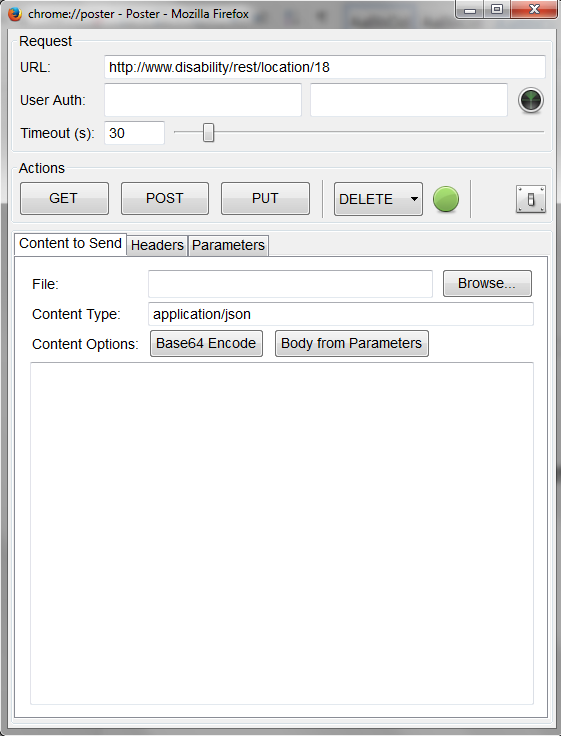 chrome://poster - Poster - Mozilla Firefox
Request
URL: http://www.disability/rest/location/18
User Auth:
Timeout (s): 30
Actions
GET POST PUT DELETE
Content to Send Headers Parameters
File: Browse...
Content Type: application/json
Content Options: Base64 Encode Body from Parameters